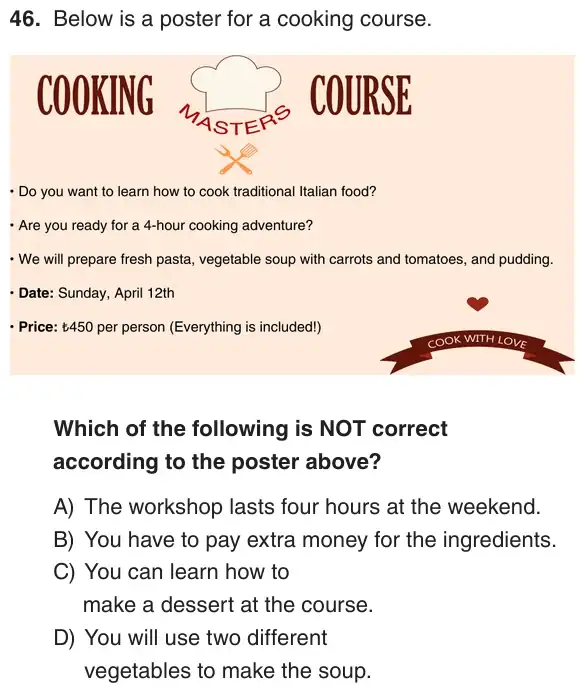 46. Below is a poster for a cooking course.
COOKING MASTERS COURSE
• Do you want to learn how to cook traditional Italian food?
• Are you ready for a 4-hour cooking adventure?
• We will prepare fresh pasta, vegetable soup with carrots and tomatoes, and pudding.
• Date: Sunday, April 12th
• Price: ₺450 per person (Everything is included!)
COOK WITH LOVE
Which of the following is NOT correct
according to the poster above?
A) The workshop lasts four hours at the weekend.
B) You have to pay extra money for the ingredients.
C) You can learn how to
make a dessert at the course.
D) You will use two different
vegetables to make the soup.